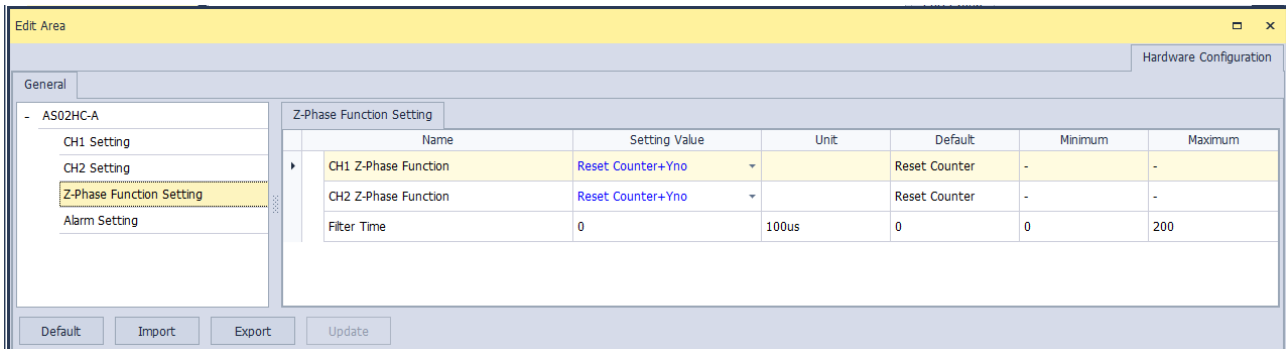 Edit Area
Hardware Configuration
General
- AS02HC-A
CH1 Setting
CH2 Setting
Z-Phase Function Setting
Alarm Setting
Z-Phase Function Setting
Name Setting Value Unit Default Minimum Maximum
CH1 Z-Phase Function Reset Counter+Yno Reset Counter - -
CH2 Z-Phase Function Reset Counter+Yno Reset Counter - -
Filter Time 0 100us 0 0 200
Default Import Export Update